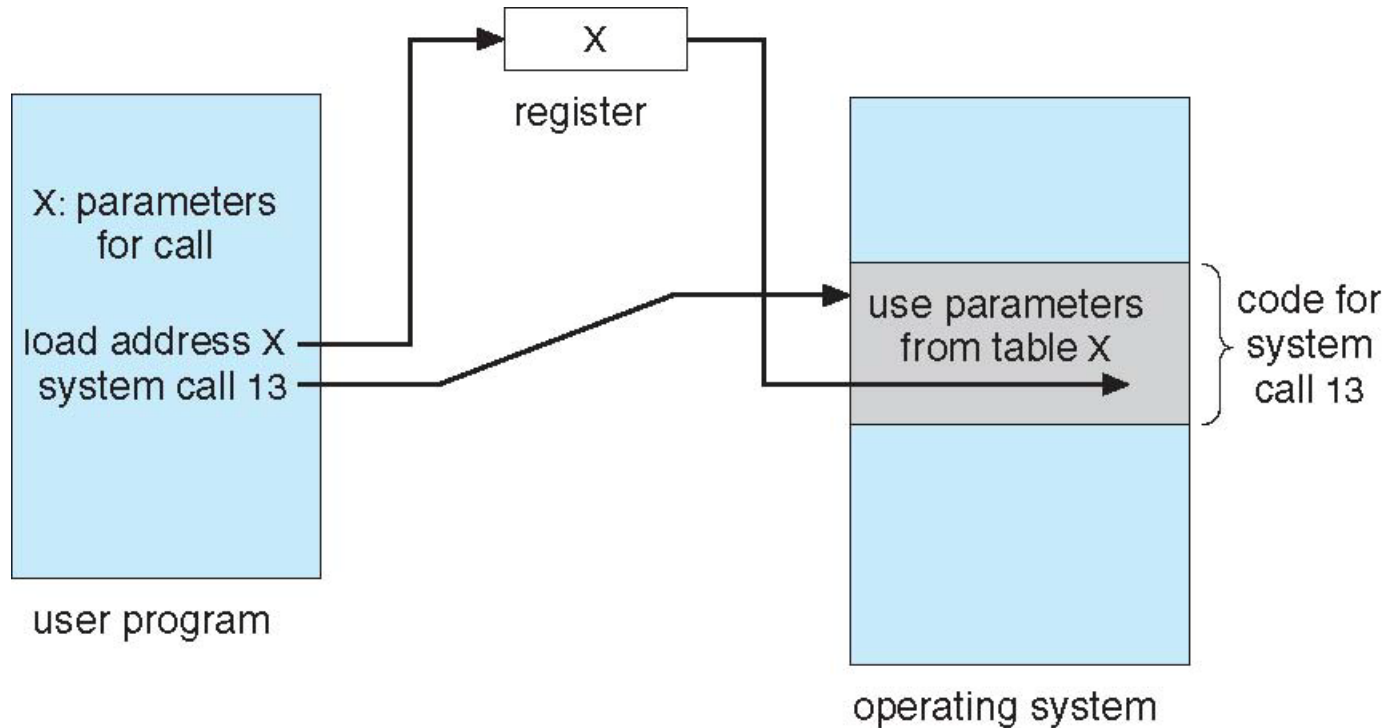 X
register
X: parameters
for call
load address X
system call 13
user program
use parameters
from table X
code for
system
call 13
operating system